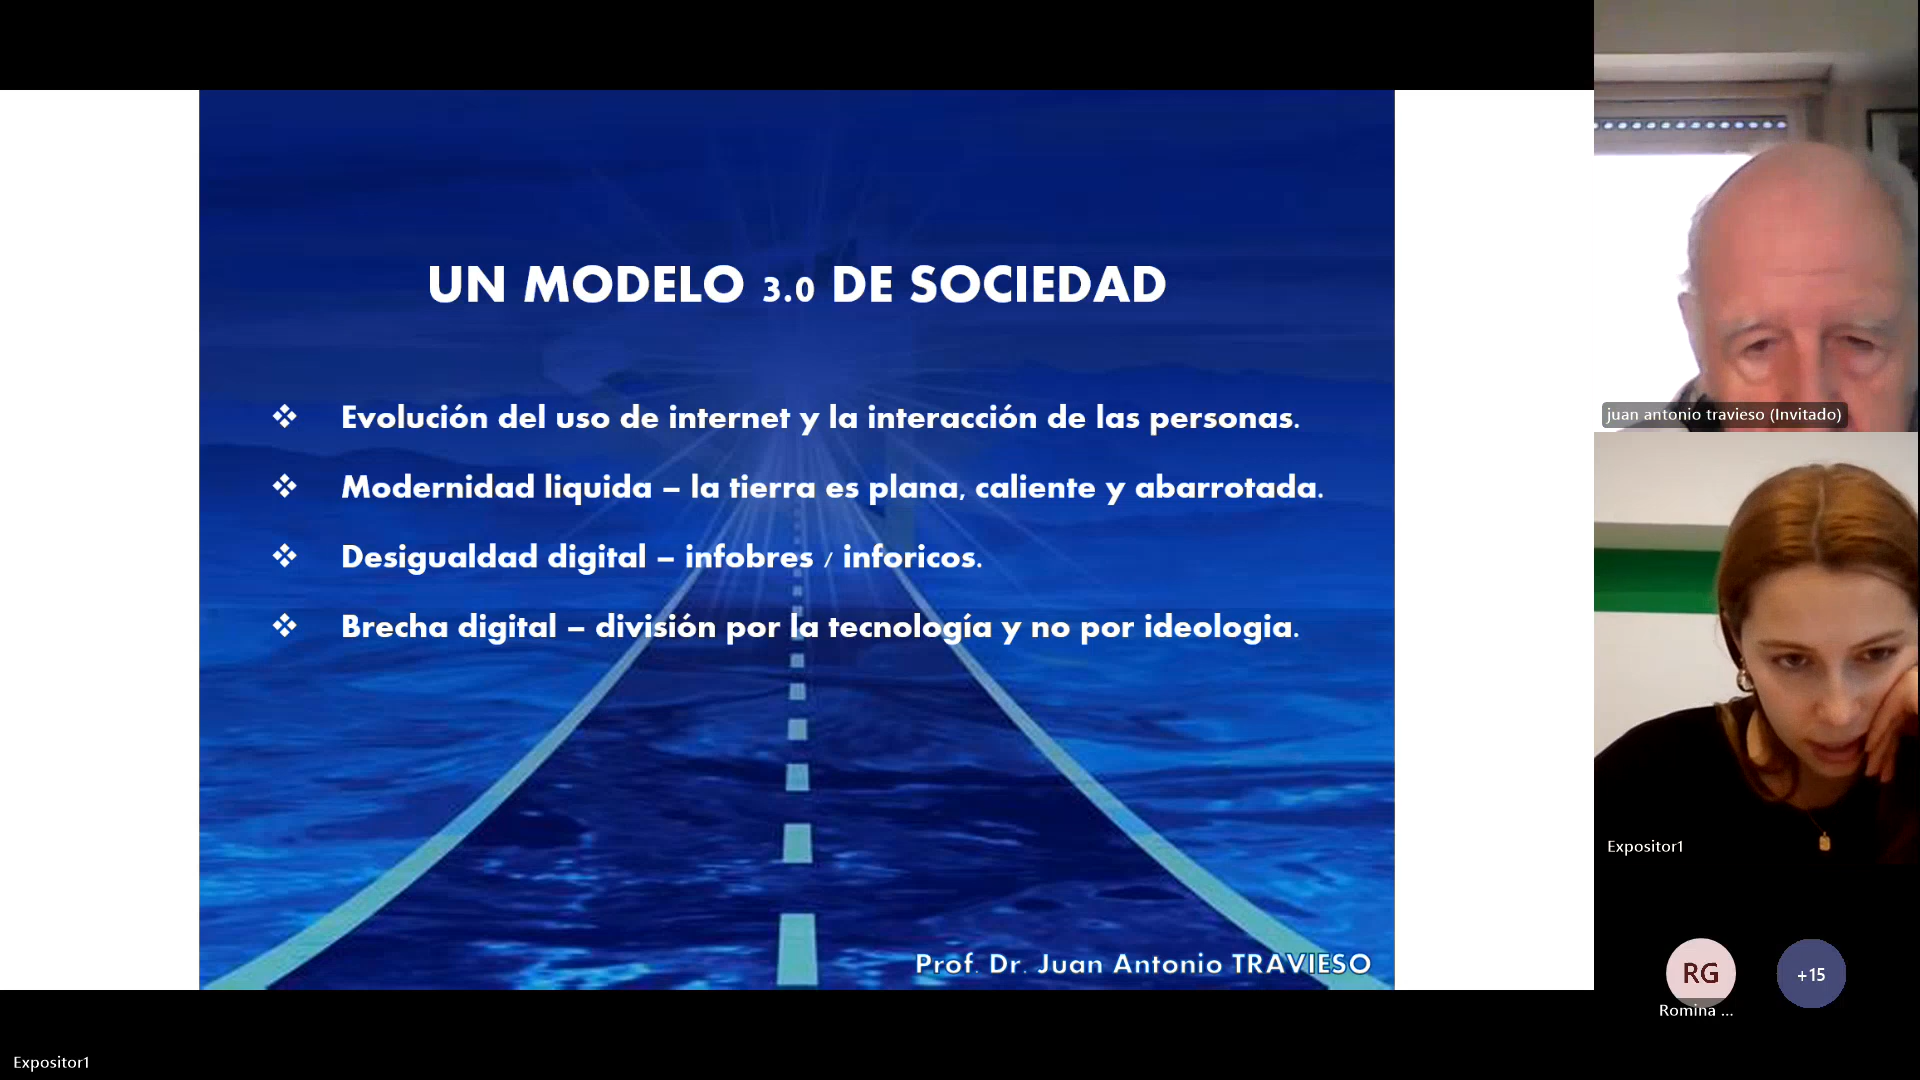 UN MODELO 3.0 DE SOCIEDAD
❖ Evolución del uso de internet y la interacción de las personas.
❖ Modernidad liquida – la tierra es plana, caliente y abarrotada.
❖ Desigualdad digital – infobres / inforicos.
❖ Brecha digital – división por la tecnología y no por ideologia.
Prof. Dr. Juan Antonio TRAVIESO
juan antonio travieso (Invitado)
Expositor1
RG
+15
Romina ...
Expositor1